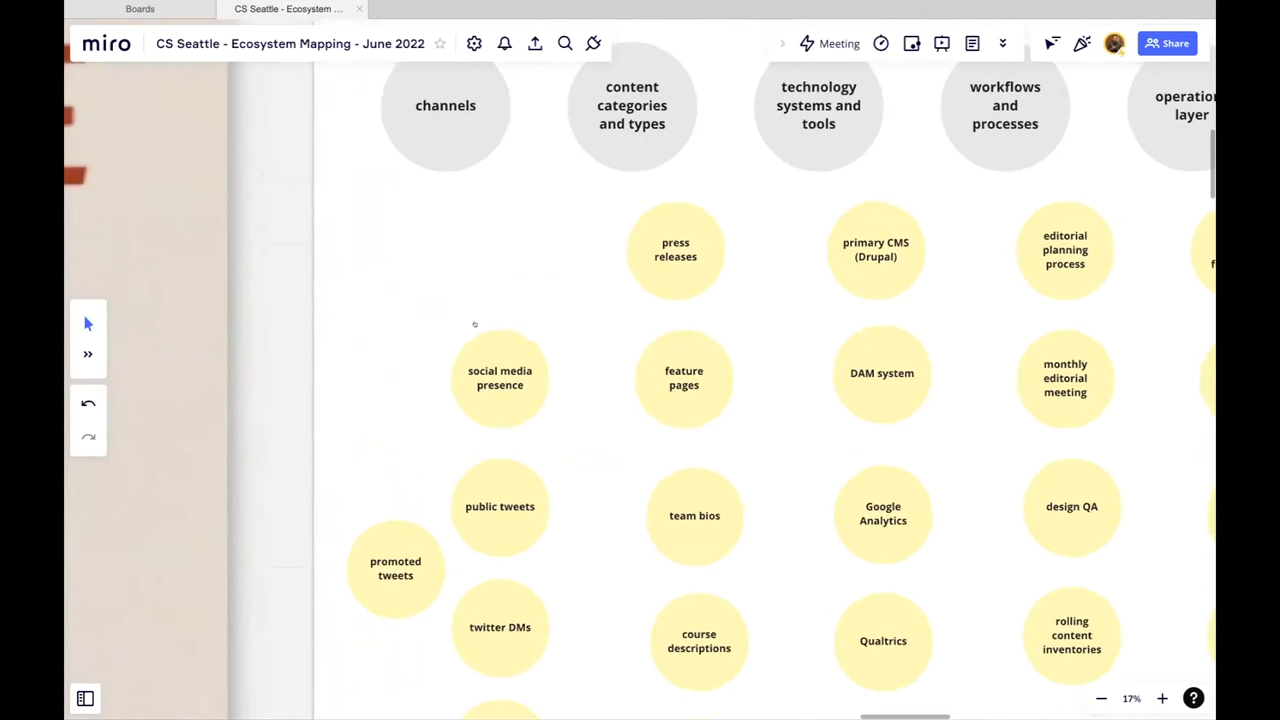 Boards
CS Seattle - Ecosystem ...
miro
CS Seattle - Ecosystem Mapping - June 2022
Meeting
Share
channels
content
categories
and types
technology
systems and
tools
workflows
and
processes
layer
press
releases
primary CMS
(Drupal)
editorial
planning
process
social media
presence
feature
pages
DAM system
monthly
editorial
meeting
public tweets
team bios
Google
Analytics
design QA
promoted
tweets
twitter DMs
course
descriptions
Qualtrics
rolling
content
inventories
17%